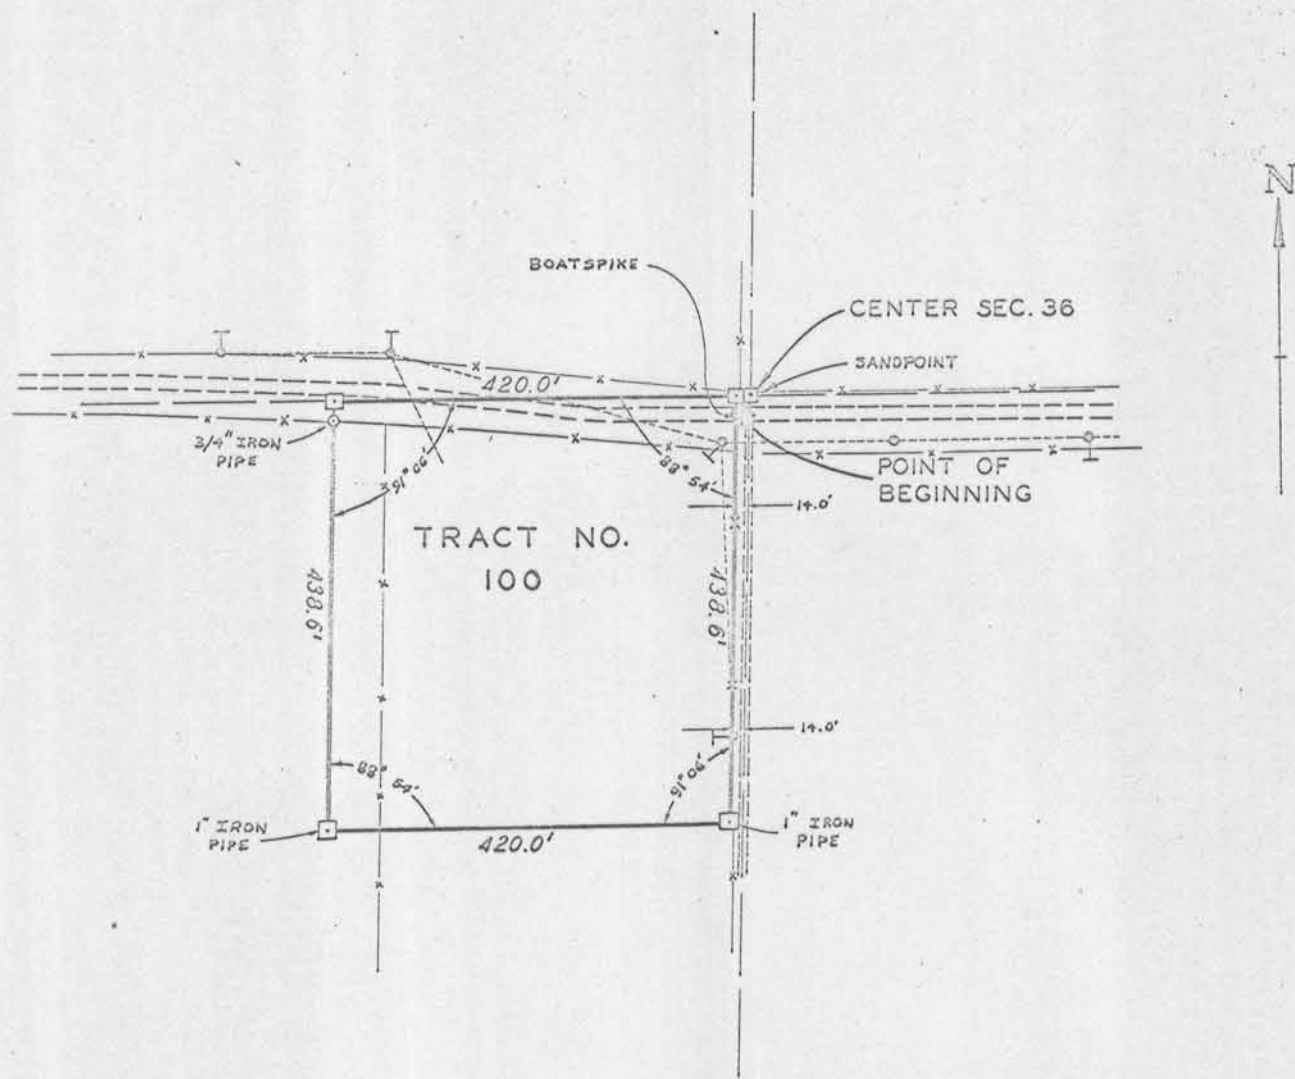 N
BOATSPIKE
CENTER SEC. 36
SANDPOINT
420.0'
3/4" IRON
PIPE
91° 06'
88° 54'
POINT OF
BEGINNING
14.0'
TRACT NO.
100
438.6'
438.6'
14.0'
88° 54'
91° 06'
1" IRON
PIPE
420.0'
1" IRON
PIPE